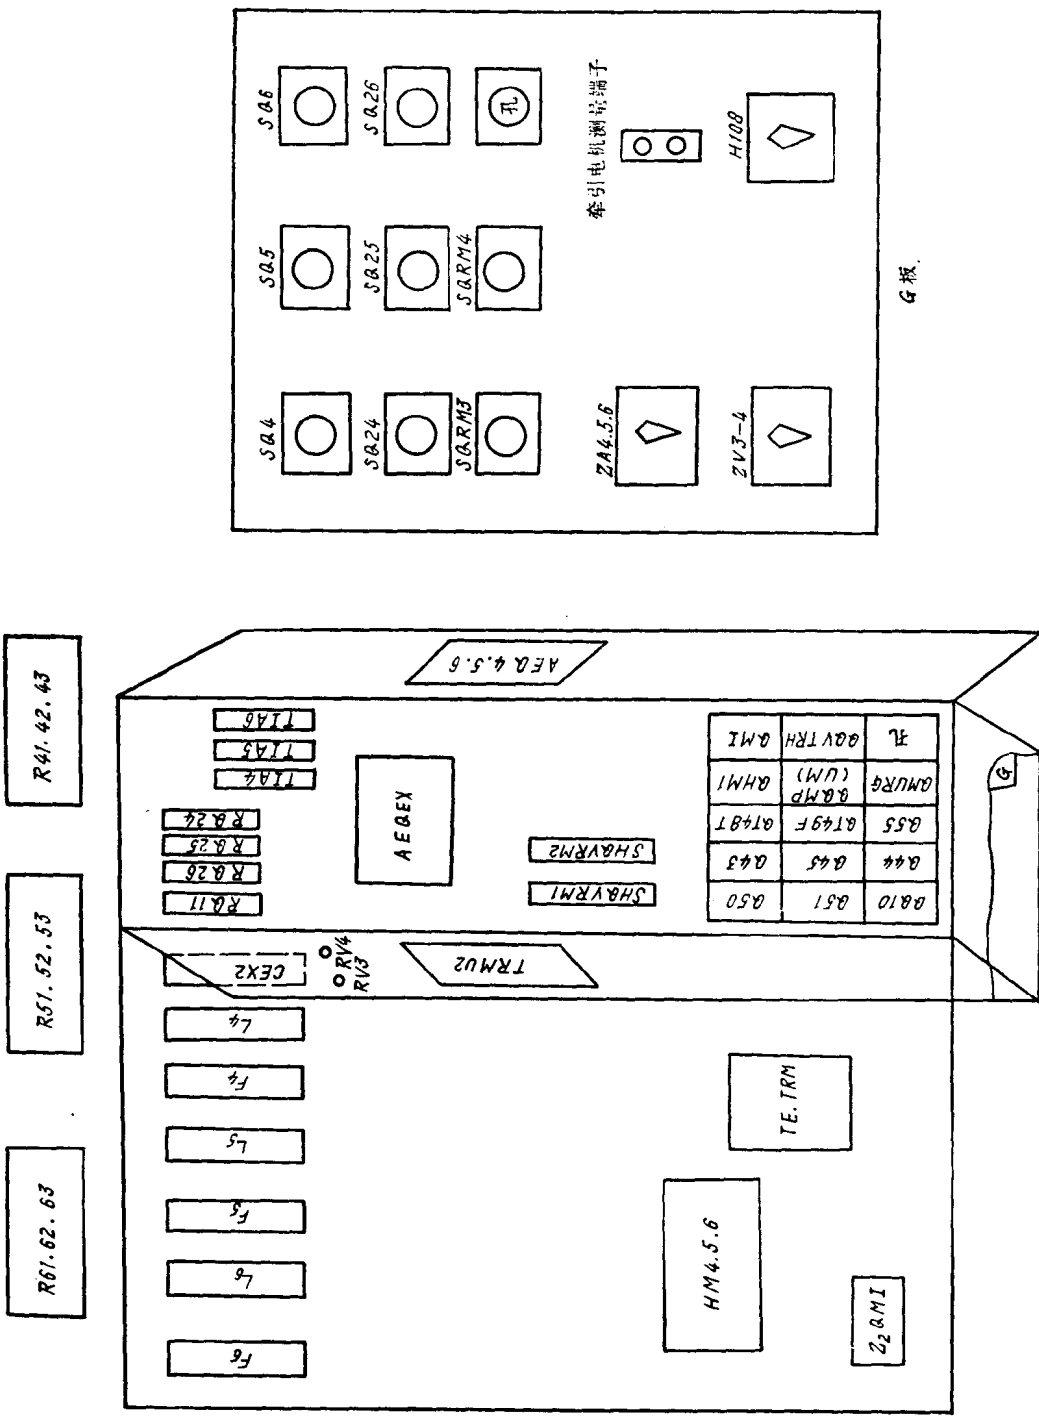 SQ4
SQ5
SQ6
SQ24
SQ25
SQ26
SQRM3
SQRM4
孔
牵引电机测量端子
ZA4.5.6
ZV3-4
H108
G板.
R61.62.63
R51.52.53
R41.42.43
F6
L6
F5
L5
F4
L4
CEX2
RV3
RV4
TRMU2
HM4.5.6
TE.TRM
Z2QMI
RQ11
RQ26
RQ25
RQ24
TIA4
TIA5
TIA6
AEQEX
AEQ4.5.6
SHQVRM1
SHQVRM2
QMI QQVTRH 孔
QHM1 QQMP (UM) QMURG
QT48T QT49F Q55
Q43 Q45 Q44
Q50 Q51 QQ10
G